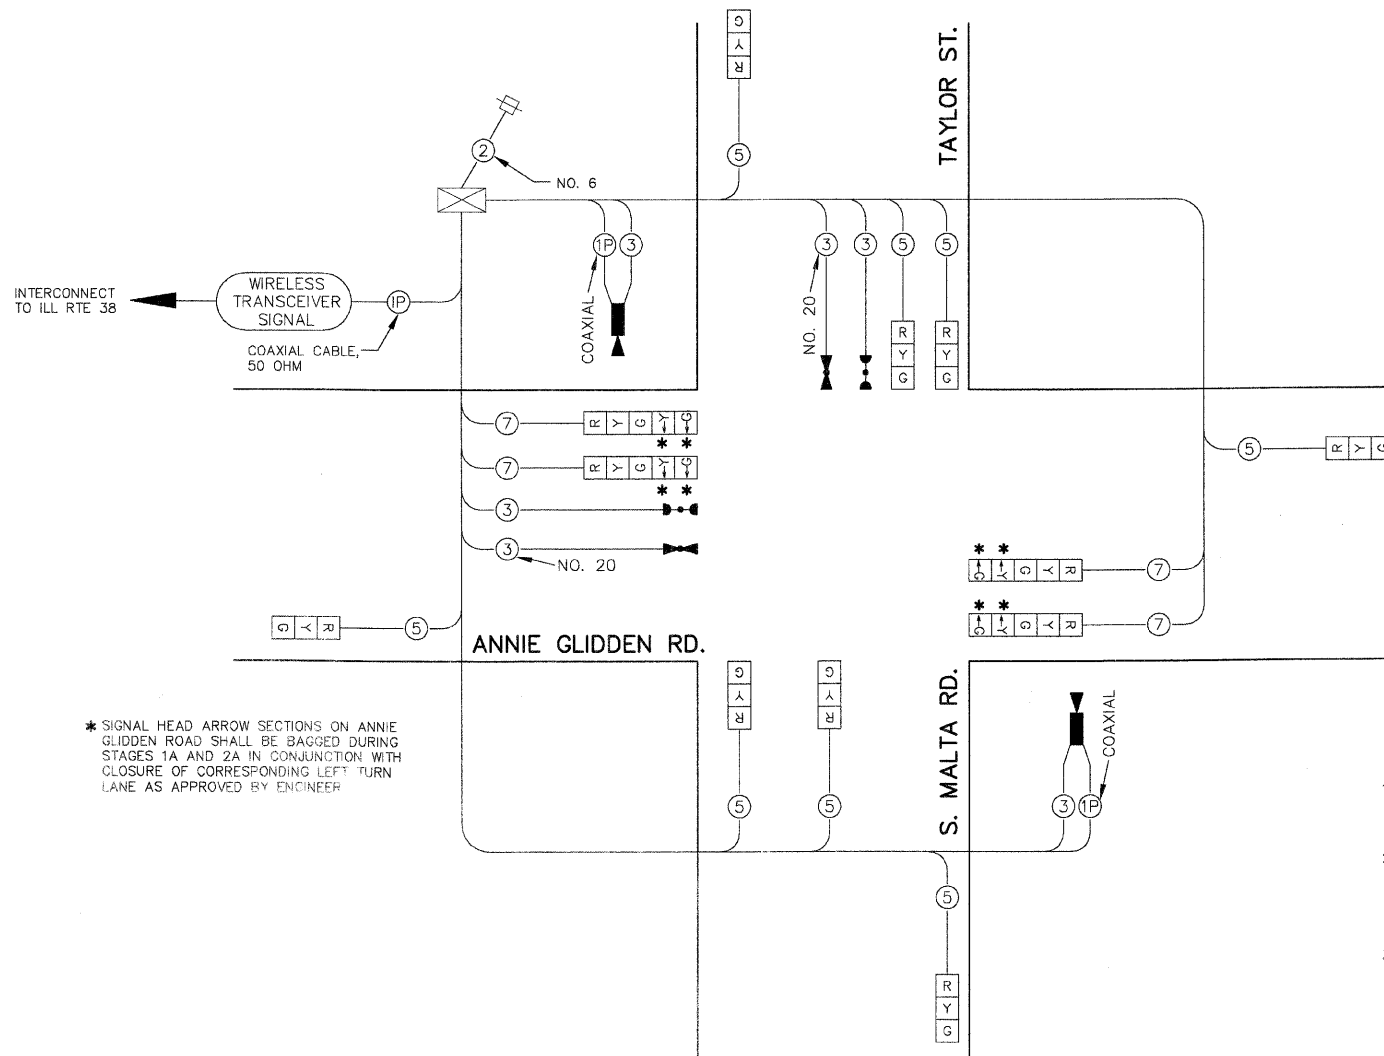 G
Y
R
TAYLOR ST.
5
2
NO. 6
1P
3
3
3
5
5
INTERCONNECT
TO ILL RTE 38
WIRELESS
TRANSCEIVER
SIGNAL
1P
COAXIAL CABLE,
50 OHM
COAXIAL
NO. 20
R
Y
G
R
Y
G
7
R Y G Y G
* *
7
R Y G Y G
* *
3
3
NO. 20
5
R Y G
* *
G Y G Y R
7
* *
G Y G Y R
7
G Y R
5
ANNIE GLIDDEN RD.
G
Y
R
G
Y
R
S. MALTA RD.
COAXIAL
* SIGNAL HEAD ARROW SECTIONS ON ANNIE
GLIDDEN ROAD SHALL BE BAGGED DURING
STAGES 1A AND 2A IN CONJUNCTION WITH
CLOSURE OF CORRESPONDING LEFT TURN
LANE AS APPROVED BY ENGINEER
5
5
3
1P
5
R
Y
G